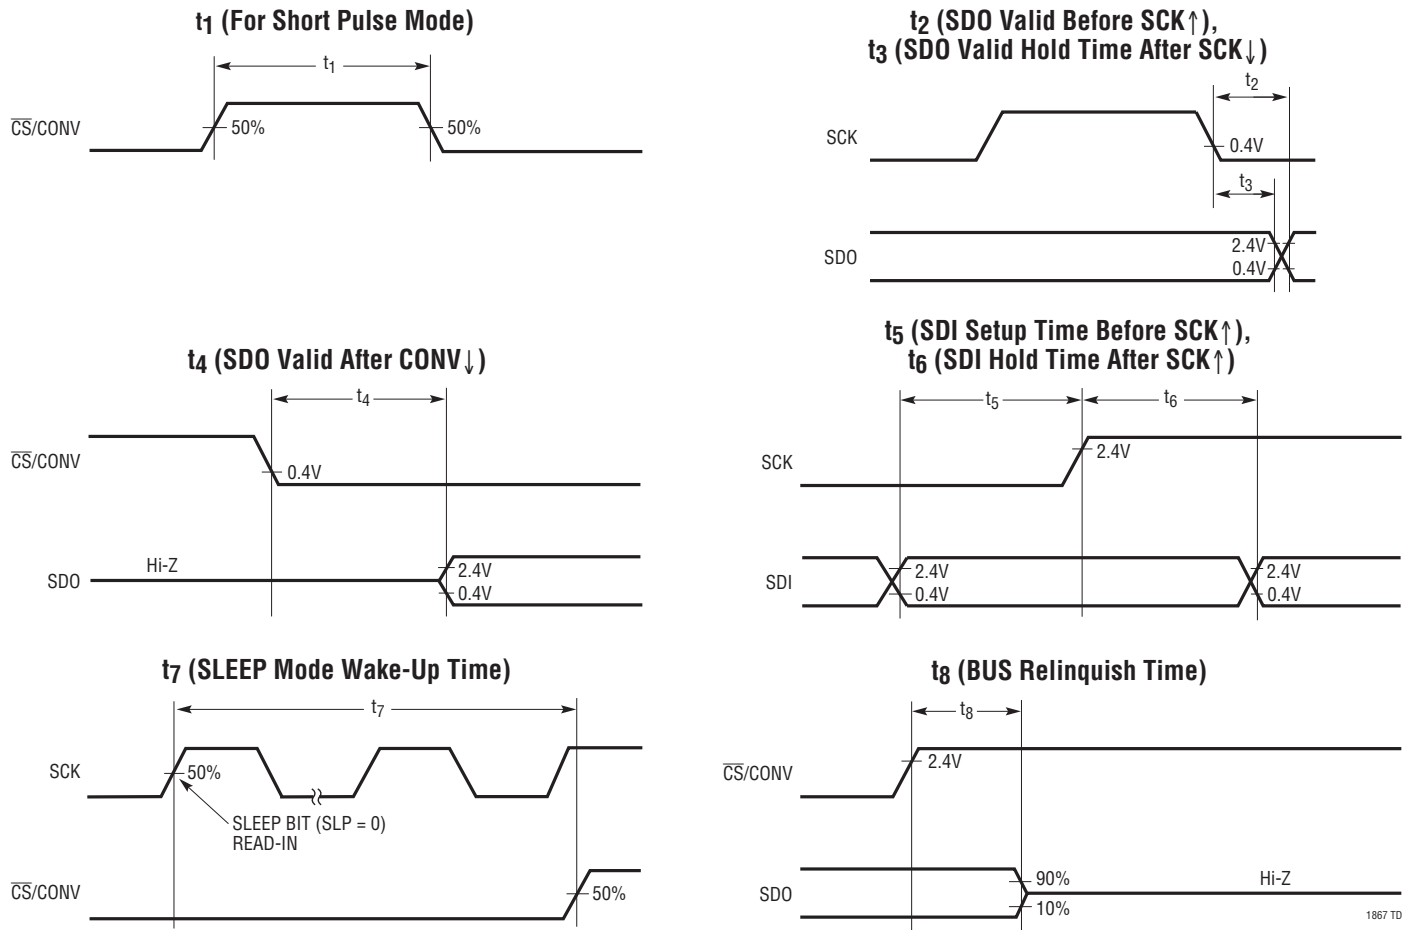 t1 (For Short Pulse Mode)
t1
CS/CONV
50%
50%
t2 (SDO Valid Before SCK↑),
t3 (SDO Valid Hold Time After SCK↓)
t2
SCK
0.4V
t3
SDO
2.4V
0.4V
t4 (SDO Valid After CONV↓)
t4
CS/CONV
0.4V
Hi-Z
SDO
2.4V
0.4V
t5 (SDI Setup Time Before SCK↑),
t6 (SDI Hold Time After SCK↑)
t5
t6
SCK
2.4V
SDI
2.4V
0.4V
2.4V
0.4V
t7 (SLEEP Mode Wake-Up Time)
t7
SCK
50%
SLEEP BIT (SLP = 0)
READ-IN
CS/CONV
50%
t8 (BUS Relinquish Time)
t8
CS/CONV
2.4V
SDO
90%
10%
Hi-Z
1867 TD